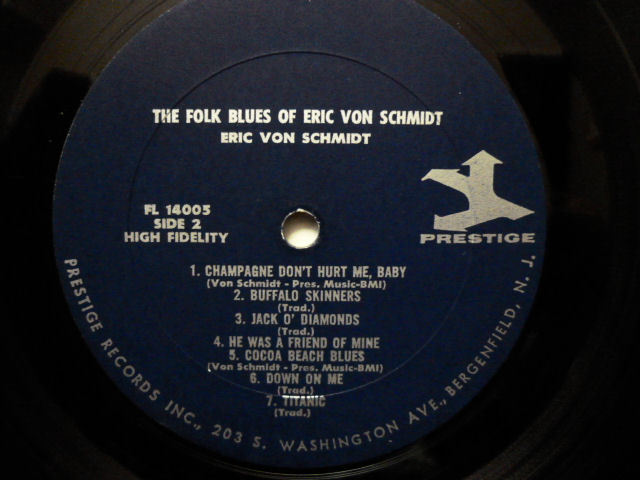 THE FOLK BLUES OF ERIC VON SCHMIDT
ERIC VON SCHMIDT
FL 14005
SIDE 2
HIGH FIDELITY
PRESTIGE
1. CHAMPAGNE DON'T HURT ME, BABY
(Von Schmidt - Pres. Music-BMI)
2. BUFFALO SKINNERS
(Trad.)
3. JACK O' DIAMONDS
(Trad.)
4. HE WAS A FRIEND OF MINE
5. COCOA BEACH BLUES
(Von Schmidt - Pres. Music-BMI)
6. DOWN ON ME
(Trad.)
7. TITANIC
(Trad.)
PRESTIGE RECORDS INC., 203 S. WASHINGTON AVE., BERGENFIELD, N. J.